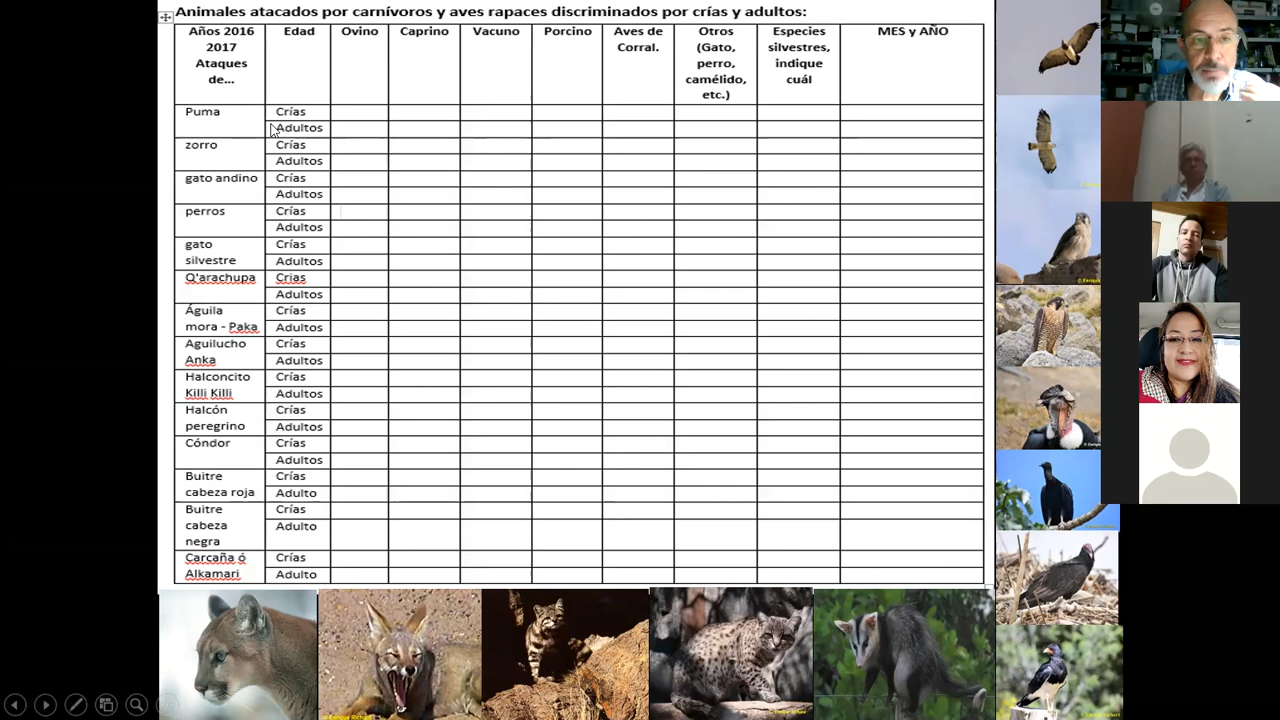 Animales atacados por carnívoros y aves rapaces discriminados por crías y adultos:
Años 2016 2017 Ataques de... Edad Ovino Caprino Vacuno Porcino Aves de Corral. Otros (Gato, perro, camélido, etc.) Especies silvestres, indique cuál MES y AÑO
Puma Crías
Adultos
zorro Crías
Adultos
gato andino Crías
Adultos
perros Crías
Adultos
gato silvestre Crías
Adultos
Q'arachupa Crias
Adultos
Águila mora - Paka Crías
Adultos
Aguilucho Anka Crías
Adultos
Halconcito Killi Killi Crías
Adultos
Halcón peregrino Crías
Adultos
Cóndor Crías
Adultos
Buitre cabeza roja Crías
Adulto
Buitre cabeza negra Crías
Adulto
Carcaña ó Alkamari Crías
Adulto
© Enrique Richard